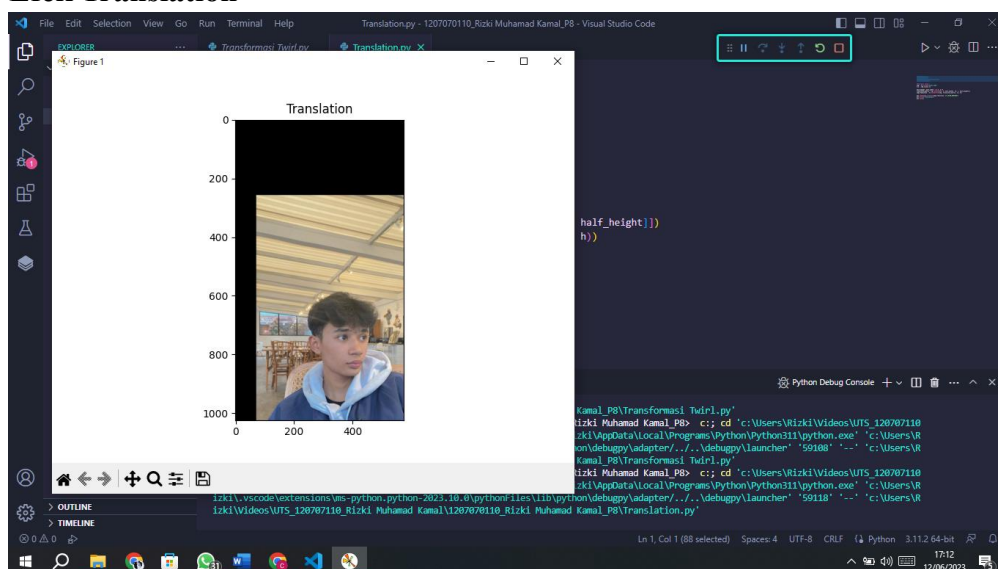 File Edit Selection View Go Run Terminal Help Translation.py - 1207070110_Rizki Muhamad Kamal_P8 - Visual Studio Code
EXPLORER ... Transformasi Twirl.py Translation.py
Figure 1
Translation
0
200
400
600
800
1000
0 200 400
half_height]])
h))
Python Debug Console
Kamal_P8\Transformasi Twirl.py'
tizki Muhamad Kamal_P8> c:; cd 'c:\Users\Rizki\Videos\UTS_120707110
zki\AppData\Local\Programs\Python\Python311\python.exe' 'c:\Users\R
hon\debugpy\adapter/../..\debugpy\launcher' '59108' '--' 'c:\Users\R
Kamal_P8\Transformasi Twirl.py'
tizki Muhamad Kamal_P8> c:; cd 'c:\Users\Rizki\Videos\UTS_120707110
zki\AppData\Local\Programs\Python\Python311\python.exe' 'c:\Users\R
izki\.vscode\extensions\ms-python.python-2023.10.0\pythonFiles\lib\python\debugpy\adapter/../..\debugpy\launcher' '59118' '--' 'c:\Users\R
izki\Videos\UTS_120707110_Rizki Muhamad Kamal\1207070110_Rizki Muhamad Kamal_P8\Translation.py'
OUTLINE
TIMELINE
0 0 Ln 1, Col 1 (88 selected) Spaces: 4 UTF-8 CRLF Python 3.11.2 64-bit
17:12
12/06/2023